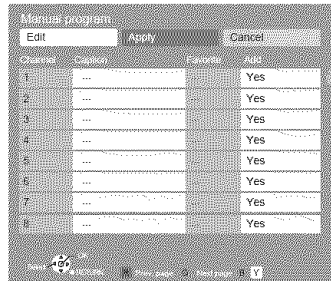 Manual program
Edit Apply Cancel
Channel Caption Favorite Add
1 ... Yes
2 ... Yes
3 ... Yes
4 ... Yes
5 ... Yes
6 ... Yes
7 ... Yes
8 ... Yes
OK
Select RETURN R Prev. page G Next page B Y